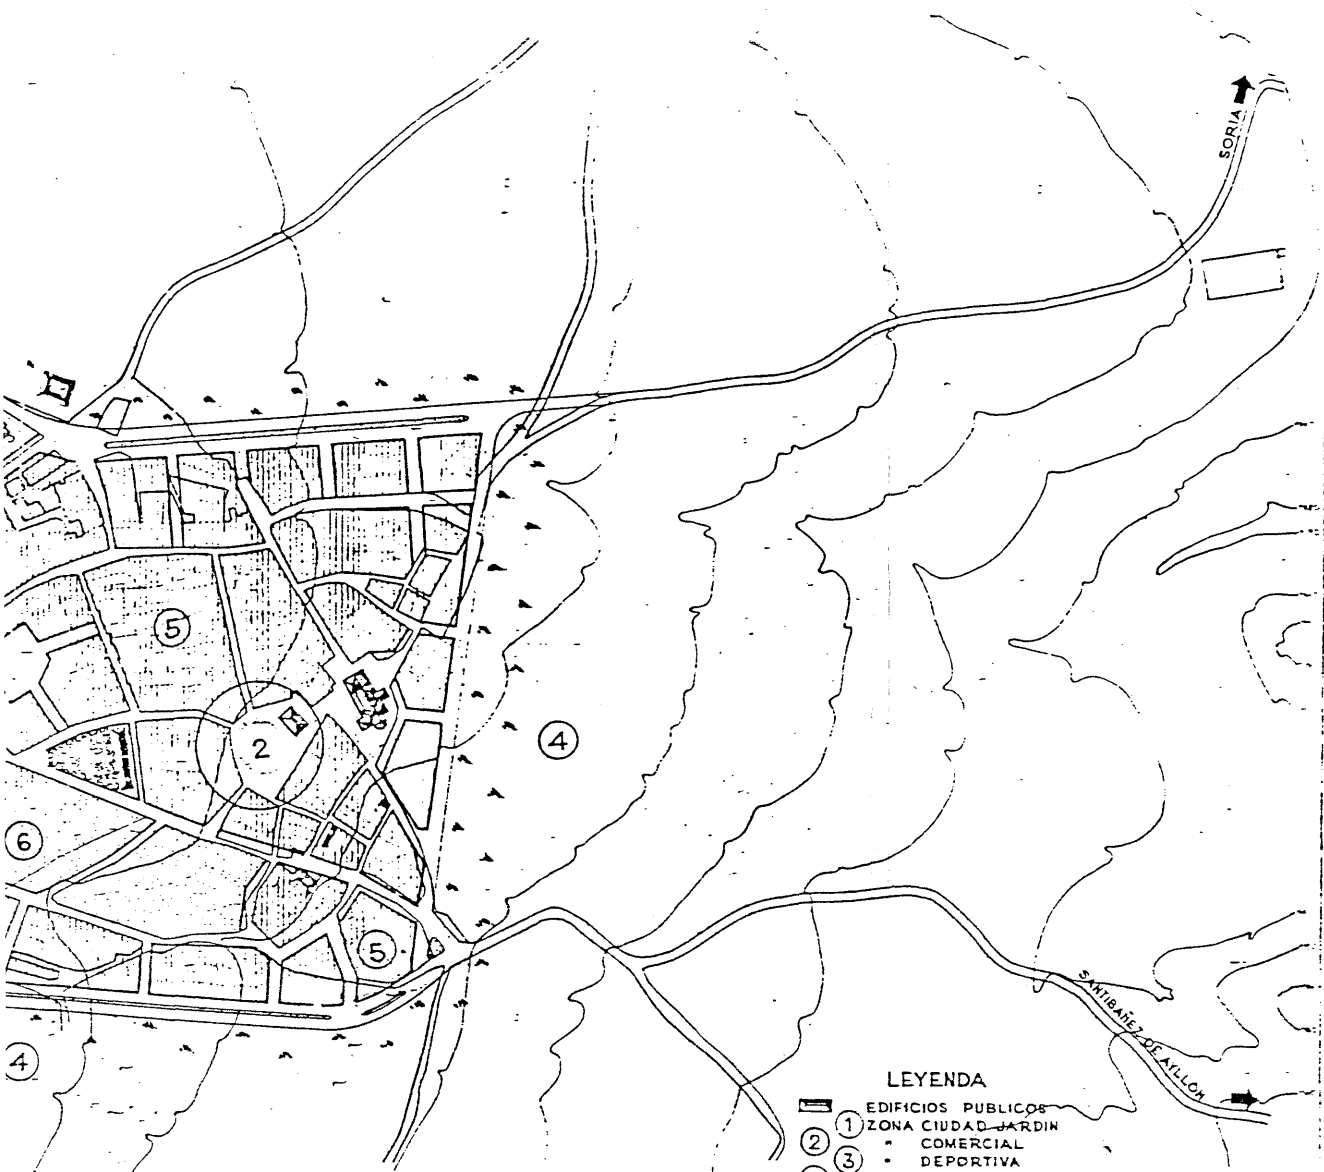 SORIA
5
2
4
6
5
4
SANTIBAÑEZ DE AYLLON
LEYENDA
EDIFICIOS PUBLICOS
1 ZONA CIUDAD JARDIN
2 " COMERCIAL
3 " DEPORTIVA